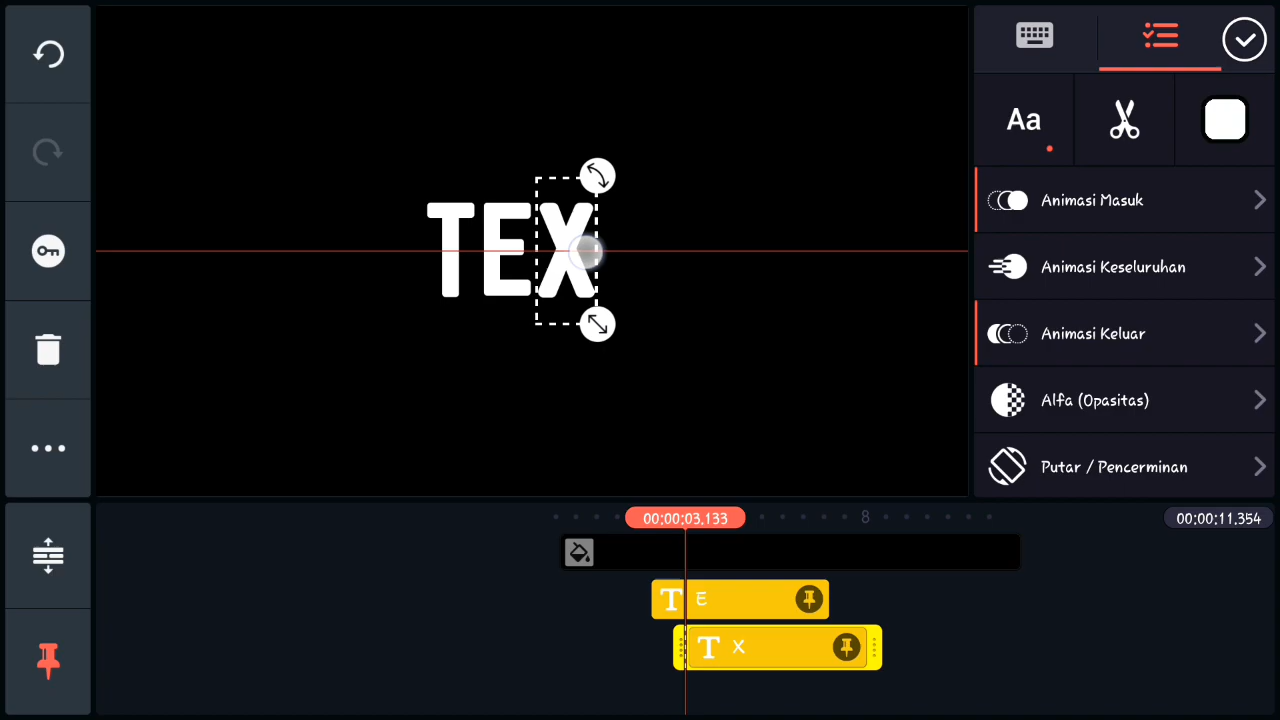 TEX
Aa
Animasi Masuk
Animasi Keseluruhan
Animasi Keluar
Alfa (Opasitas)
Putar / Pencerminan
00:00:03.133
8
00:00:11.354
T E
T X